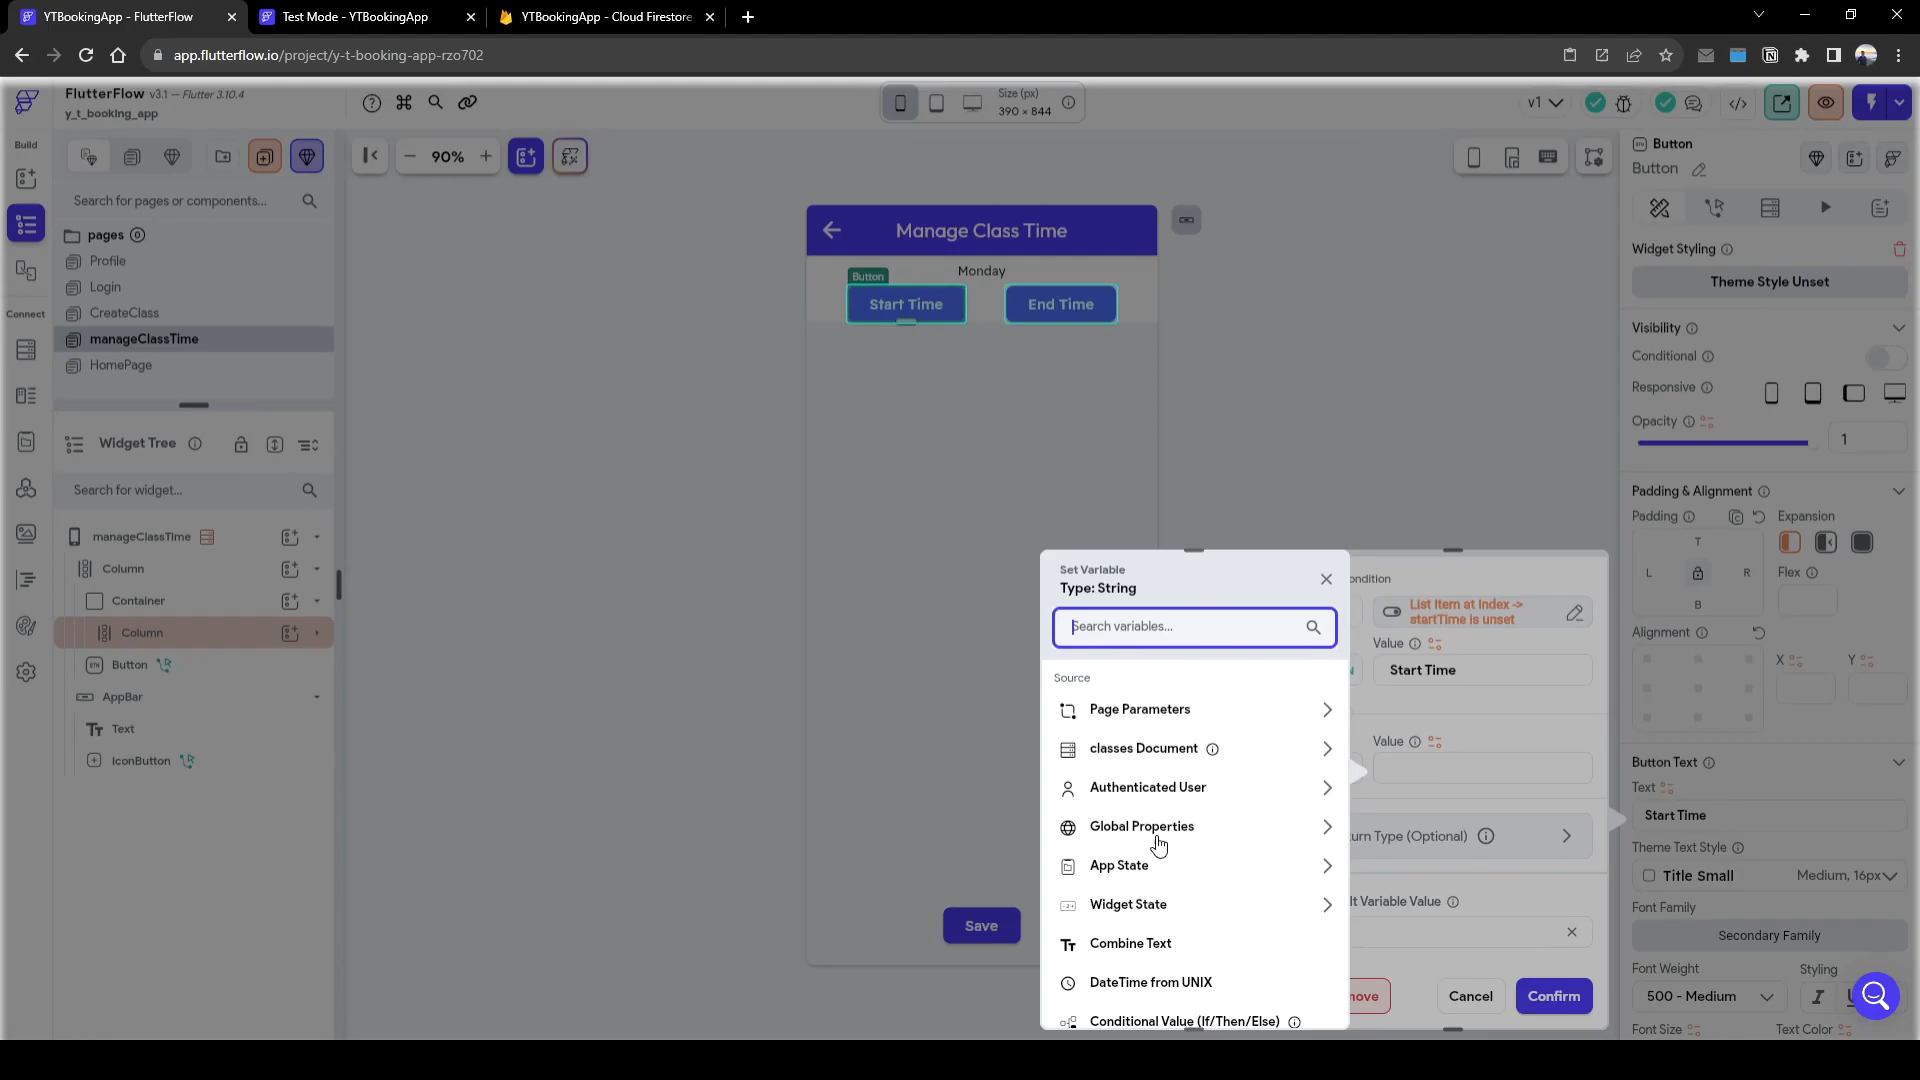 YTBookingApp - FlutterFlow
Test Mode - YTBookingApp
YTBookingApp - Cloud Firestore
app.flutterflow.io/project/y-t-booking-app-rzo702
FlutterFlow v3.1 — Flutter 3.10.4
y_t_booking_app
Size (px)
390 × 844
v1
Build
Connect
90%
Search for pages or components...
pages 0
Profile
Login
CreateClass
manageClassTime
HomePage
Widget Tree
Search for widget...
manageClassTime
Column
Container
Column
Button
AppBar
Text
IconButton
Manage Class Time
Monday
Button
Start Time
End Time
Save
Set Variable
Type: String
Search variables...
Source
Page Parameters
classes Document
Authenticated User
Global Properties
App State
Widget State
Combine Text
DateTime from UNIX
Conditional Value (If/Then/Else)
ondition
List Item at Index ->
startTime is unset
Value
Start Time
Value
urn Type (Optional)
lt Variable Value
nove
Cancel
Confirm
Button
Button
Widget Styling
Theme Style Unset
Visibility
Conditional
Responsive
Opacity
1
Padding & Alignment
Padding
Expansion
T
L
R
B
Flex
Alignment
X
Y
Button Text
Text
Start Time
Theme Text Style
Title Small
Medium, 16px
Font Family
Secondary Family
Font Weight
Styling
500 - Medium
I
U
Font Size
Text Color